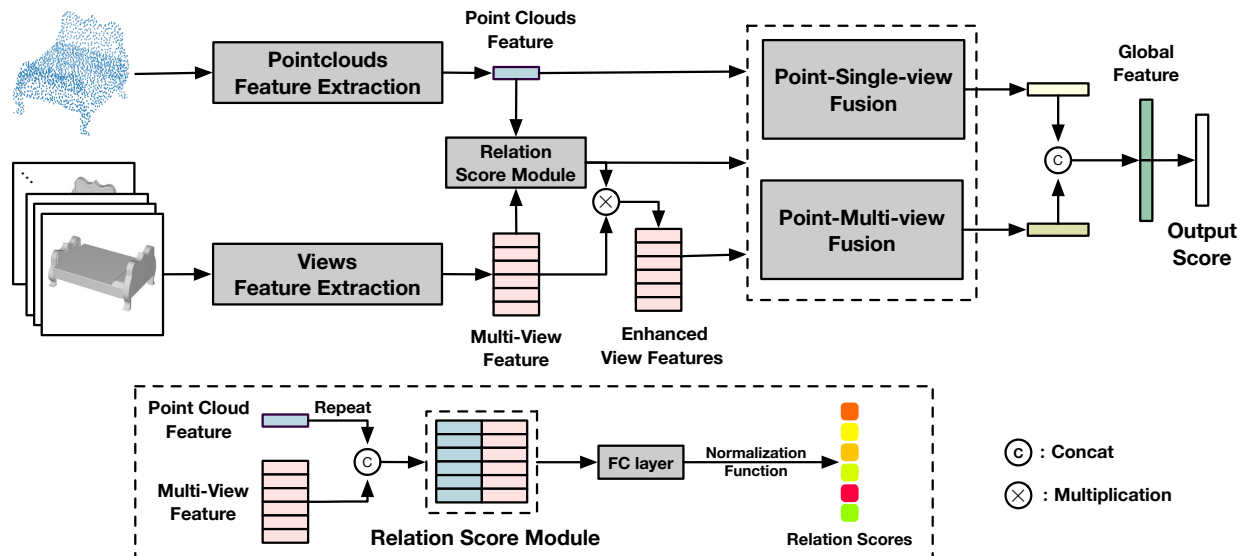 Point Clouds
Feature
Pointclouds
Feature Extraction
Point-Single-view
Fusion
Global
Feature
Relation
Score Module
C
Point-Multi-view
Fusion
Output
Score
Views
Feature Extraction
Multi-View
Feature
Enhanced
View Features
Point Cloud
Feature
Repeat
C
Multi-View
Feature
FC layer
Normalization
Function
Relation Score Module
Relation Scores
C : Concat
: Multiplication